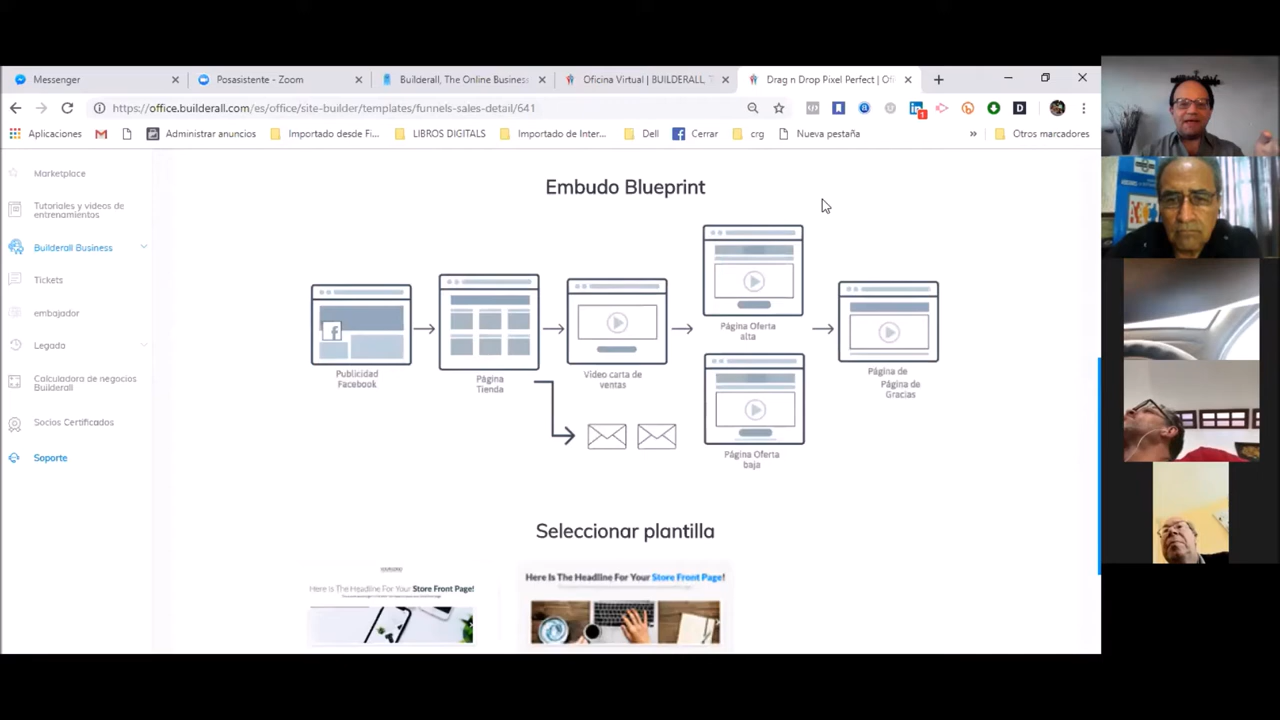 Messenger
Posasistente - Zoom
Builderall, The Online Business
Oficina Virtual | BUILDERALL, T
Drag n Drop Pixel Perfect | Ofi
https://office.builderall.com/es/office/site-builder/templates/funnels-sales-detail/641
Aplicaciones
Administrar anuncios
Importado desde Fi...
LIBROS DIGITALS
Importado de Inter...
Dell
Cerrar
crg
Nueva pestaña
Otros marcadores
Marketplace
Tutoriales y videos de
entrenamientos
Builderall Business
Tickets
embajador
Legado
Calculadora de negocios
Builderall
Socios Certificados
Soporte
Embudo Blueprint
Publicidad
Facebook
Página
Tienda
Vídeo carta de
ventas
Página Oferta
alta
Página Oferta
baja
Página de
Página de
Gracias
Seleccionar plantilla
Here Is The Headline For Your Store Front Page!
Here Is The Headline For Your Store Front Page!